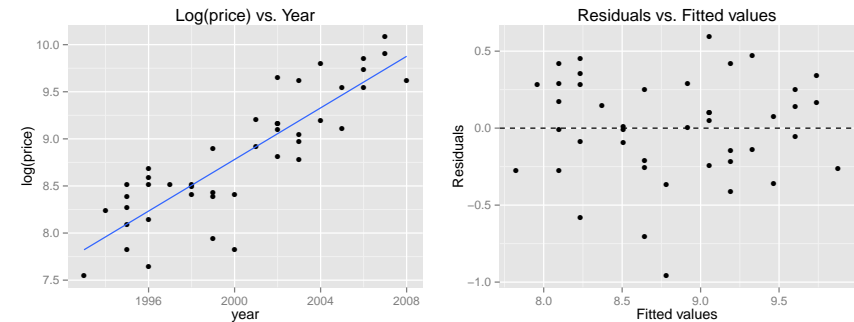 Log(price) vs. Year
10.0
9.5
9.0
8.5
8.0
7.5
log(price)
1996 2000 2004 2008
year
Residuals vs. Fitted values
0.5
0.0
−0.5
−1.0
Residuals
8.0 8.5 9.0 9.5
Fitted values